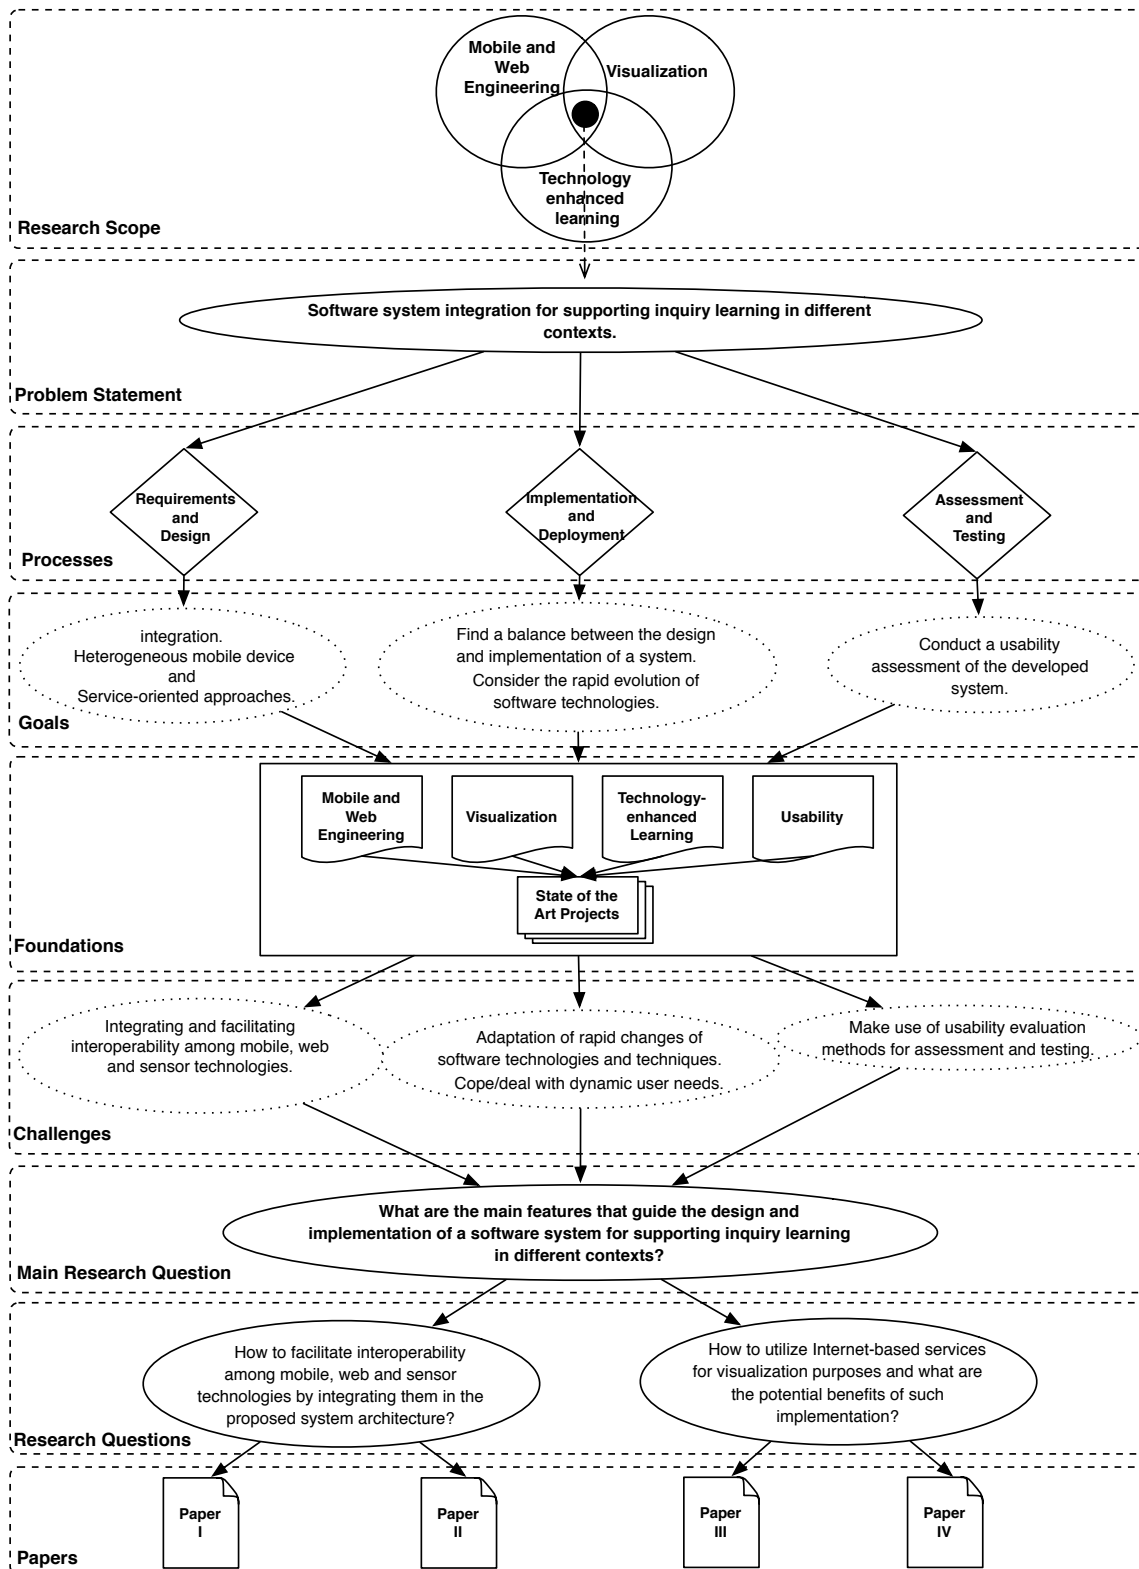 Mobile and
Web
Engineering
Visualization
Technology
enhanced
learning
Research Scope
Software system integration for supporting inquiry learning in different
contexts.
Problem Statement
Requirements
and
Design
Implementation
and
Deployment
Assessment
and
Testing
Processes
integration.
Heterogeneous mobile device
and
Service-oriented approaches.
Find a balance between the design
and implementation of a system.
Consider the rapid evolution of
software technologies.
Conduct a usability
assessment of the developed
system.
Goals
Mobile and
Web
Engineering
Visualization
Technology-
enhanced
Learning
Usability
State of the
Art Projects
Foundations
Integrating and facilitating
interoperability among mobile, web
and sensor technologies.
Adaptation of rapid changes of
software technologies and techniques.
Cope/deal with dynamic user needs.
Make use of usability evaluation
methods for assessment and testing.
Challenges
What are the main features that guide the design and
implementation of a software system for supporting inquiry learning
in different contexts?
Main Research Question
How to facilitate interoperability
among mobile, web and sensor
technologies by integrating them in the
proposed system architecture?
How to utilize Internet-based services
for visualization purposes and what are
the potential benefits of such
implementation?
Research Questions
Paper
I
Paper
II
Paper
III
Paper
IV
Papers